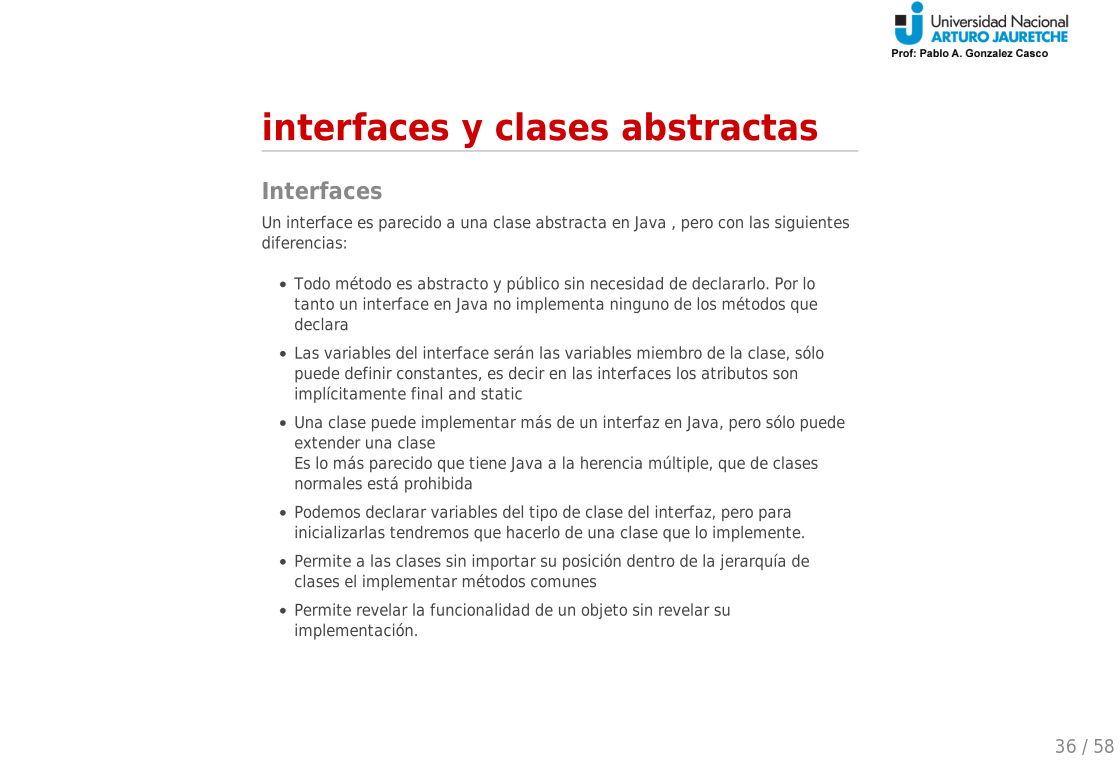 Universidad Nacional
ARTURO JAURETCHE
Prof: Pablo A. Gonzalez Casco
interfaces y clases abstractas
Interfaces
Un interface es parecido a una clase abstracta en Java , pero con las siguientes
diferencias:
• Todo método es abstracto y público sin necesidad de declararlo. Por lo
tanto un interface en Java no implementa ninguno de los métodos que
declara
• Las variables del interface serán las variables miembro de la clase, sólo
puede definir constantes, es decir en las interfaces los atributos son
implícitamente final and static
• Una clase puede implementar más de un interfaz en Java, pero sólo puede
extender una clase
Es lo más parecido que tiene Java a la herencia múltiple, que de clases
normales está prohibida
• Podemos declarar variables del tipo de clase del interfaz, pero para
inicializarlas tendremos que hacerlo de una clase que lo implemente.
• Permite a las clases sin importar su posición dentro de la jerarquía de
clases el implementar métodos comunes
• Permite revelar la funcionalidad de un objeto sin revelar su
implementación.
36 / 58